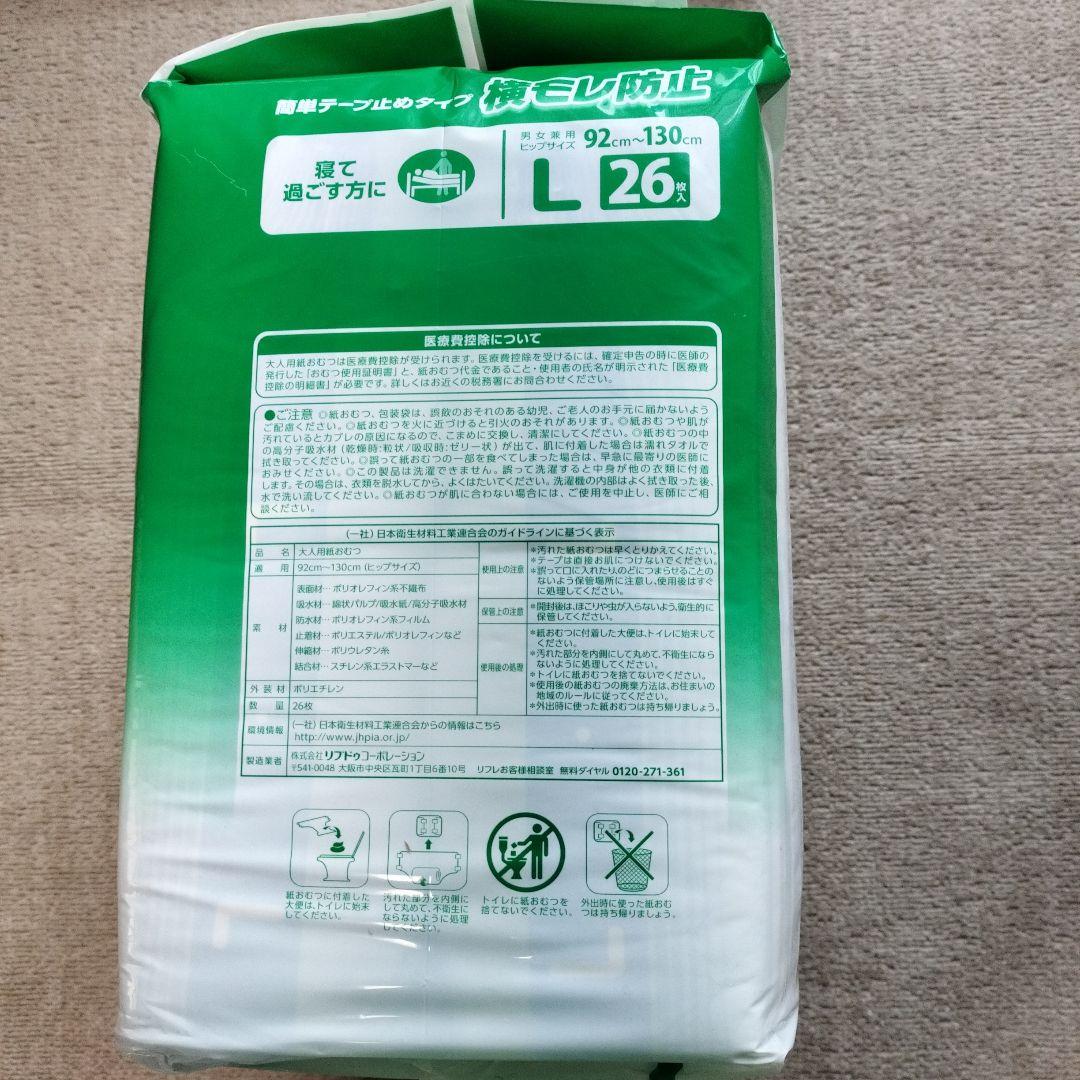 簡単テープ止めタイプ 横モレ防止
寝て
過ごす方に
男女兼用
ヒップサイズ 92cm〜130cm
L 26枚入
医療費控除について
大人用紙おむつは医療費控除が受けられます。医療費控除を受けるには、確定申告の時に医師の
発行した「おむつ使用証明書」と、紙おむつ代金であること・使用者の氏名が明示された「医療費
控除の明細書」が必要です。詳しくはお近くの税務署にお問合わせください。
●ご注意 ◎紙おむつ、包装袋は、誤飲のおそれのある幼児、ご老人のお手元に届かないよう
ご配慮ください。◎紙おむつを火に近づけると引火のおそれがあります。◎紙おむつや肌が
汚れているとカブレの原因になるので、こまめに交換し、清潔にしてください。◎紙おむつの中
の高分子吸水材(乾燥時:粒状/吸収時:ゼリー状)が出て、肌に付着した場合は濡れタオルで
拭き取ってください。◎誤って紙おむつの一部を食べてしまった場合は、早急に最寄りの医師に
おみせください。◎この製品は洗濯できません。誤って洗濯すると中身が他の衣類に付着
します。その場合は、衣類を脱水してから、よくはたいてください。洗濯機の内部はよく拭き取った後、
水で洗い流してください。◎紙おむつが肌に合わない場合には、ご使用を中止し、医師にご相
談ください。
(一社)日本衛生材料工業連合会のガイドラインに基づく表示
品名 大人用紙おむつ
適用 92cm〜130cm (ヒップサイズ)
素材
表面材…ポリオレフィン系不織布
吸水材…綿状パルプ/吸水紙/高分子吸水材
防水材…ポリオレフィン系フィルム
止着材…ポリエステル/ポリオレフィンなど
伸縮材…ポリウレタン糸
結合材…スチレン系エラストマーなど
外装材 ポリエチレン
数量 26枚
使用上の注意
*汚れた紙おむつは早くとりかえてください。
*テープは直接お肌につけないでください。
*誤って口に入れたり、のどにつまらせることの
ないよう保管場所に注意し、使用後はすぐ
に処理してください。
保管上の注意
*開封後は、ほこりや虫が入らないよう、衛生的に
保管してください。
使用後の処理
*紙おむつに付着した大便は、トイレに始末して
ください。
*汚れた部分を内側にして丸めて、不衛生にな���
ないように処理してください。
*トイレに紙おむつを捨てないでください。
*使用後の紙おむつの廃棄方法は、お住まいの
地域のルールに従ってください。
*外出時に使った紙おむつは持ち帰りましょう。
環境情報 (一社)日本衛生材料工業連合会からの情報はこちら
http://www.jhpia.or.jp/
製造業者 株式会社リブドゥコーポレーション
〒541-0048 大阪市中央区瓦町1丁目6番10号 リフレお客様相談室 無料ダイヤル 0120-271-361
紙おむつに付着した
大便は、トイレに始末
してください。
汚れた部分を内側に
して丸めて、不衛生に
ならないように処理
してください。
トイレに紙おむつを
捨てないでください。
外出時に使った紙おむ
つは持ち帰りましょう。